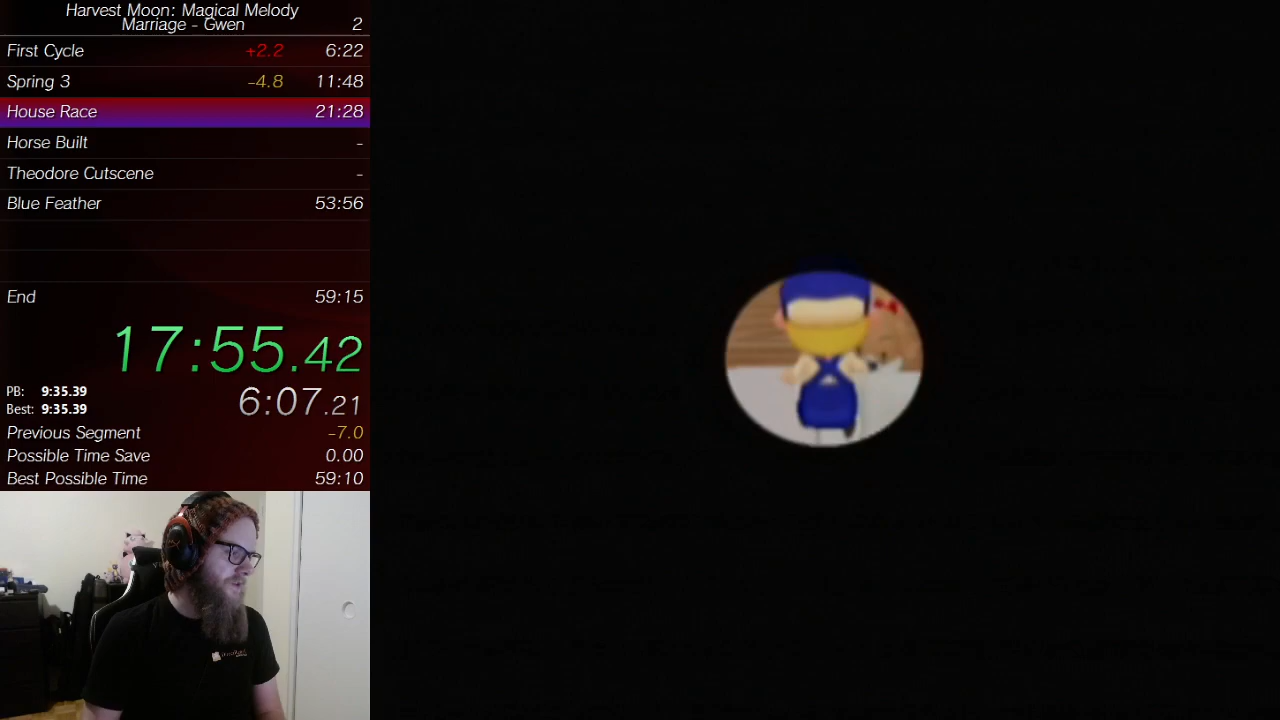 Harvest Moon: Magical Melody
Marriage - Gwen 2
First Cycle +2.2 6:22
Spring 3 -4.8 11:48
House Race 21:28
Horse Built -
Theodore Cutscene -
Blue Feather 53:56
End 59:15
17:55.42
PB: 9:35.39
Best: 9:35.39
6:07.21
Previous Segment -7.0
Possible Time Save 0.00
Best Possible Time 59:10